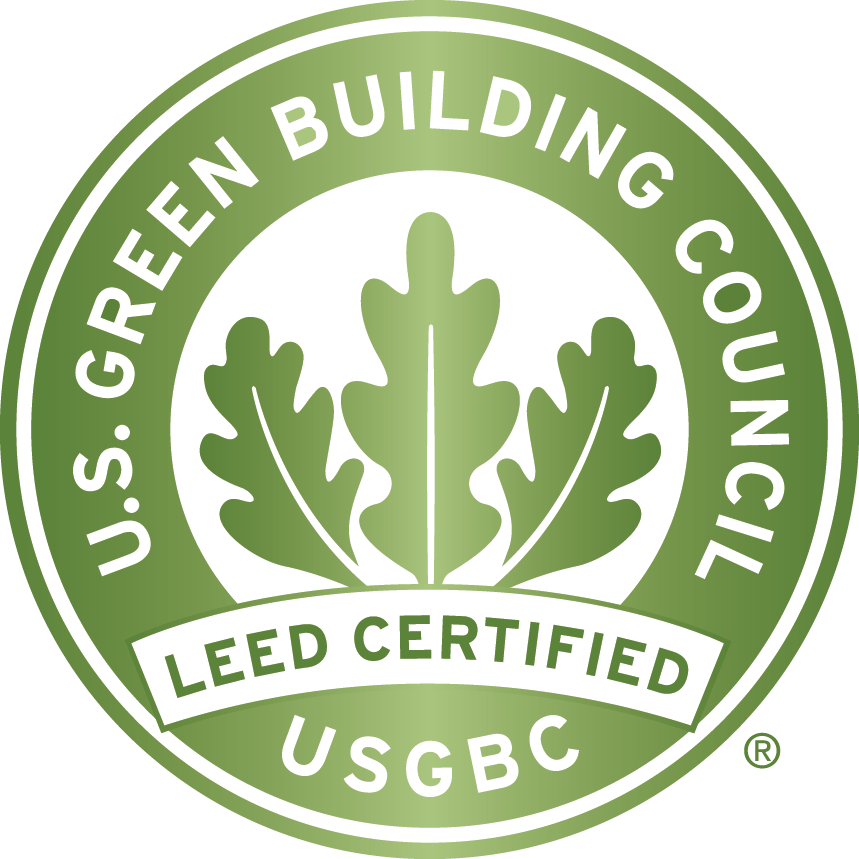 U.S. GREEN BUILDING COUNCIL
LEED CERTIFIED
USGBC
®